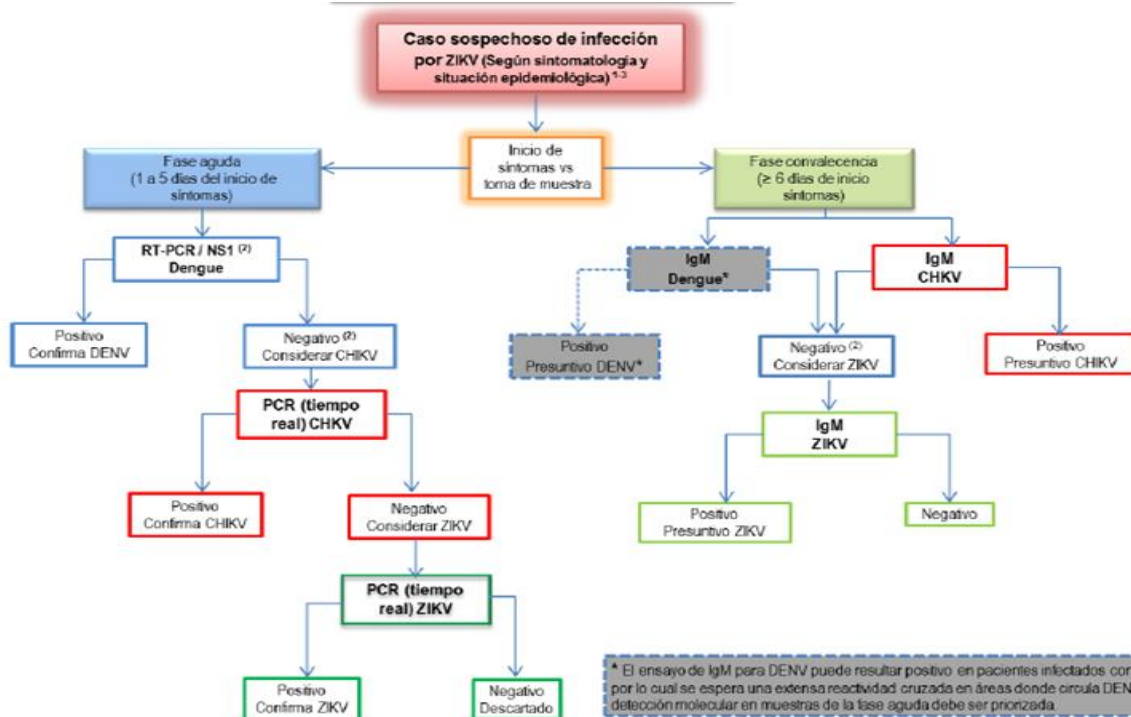 Caso sospechoso de infección
por ZIKV (Según sintomatología y
situación epidemiológica) ¹⁻³
Inicio de
síntomas vs
toma de muestra
Fase aguda
(1 a 5 días del inicio de
síntomas)
Fase convalecencia
(≥ 6 días de inicio
síntomas)
RT-PCR / NS1 (2)
Dengue
IgM
Dengue*
IgM
CHKV
Positivo
Confirma DENV
Negativo (2)
Considerar CHIKV
Positivo
Presuntivo DENV*
Negativo (2)
Considerar ZIKV
Positivo
Presuntivo CHIKV
PCR (tiempo
real) CHKV
IgM
ZIKV
Positivo
Confirma CHIKV
Negativo
Considerar ZIKV
Positivo
Presuntivo ZIKV
Negativo
PCR (tiempo
real) ZIKV
Positivo
Confirma ZIKV
Negativo
Descartado
* El ensayo de IgM para DENV puede resultar positivo en pacientes infectados con
por lo cual se espera una extensa reactividad cruzada en áreas donde circula DEN
detección molecular en muestras de la fase aguda debe ser priorizada.